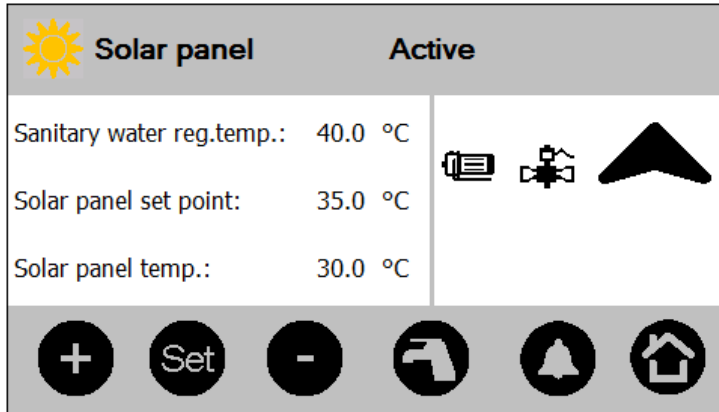 Solar panel Active
Sanitary water reg.temp.: 40.0 °C
Solar panel set point: 35.0 °C
Solar panel temp.: 30.0 °C
+ Set -